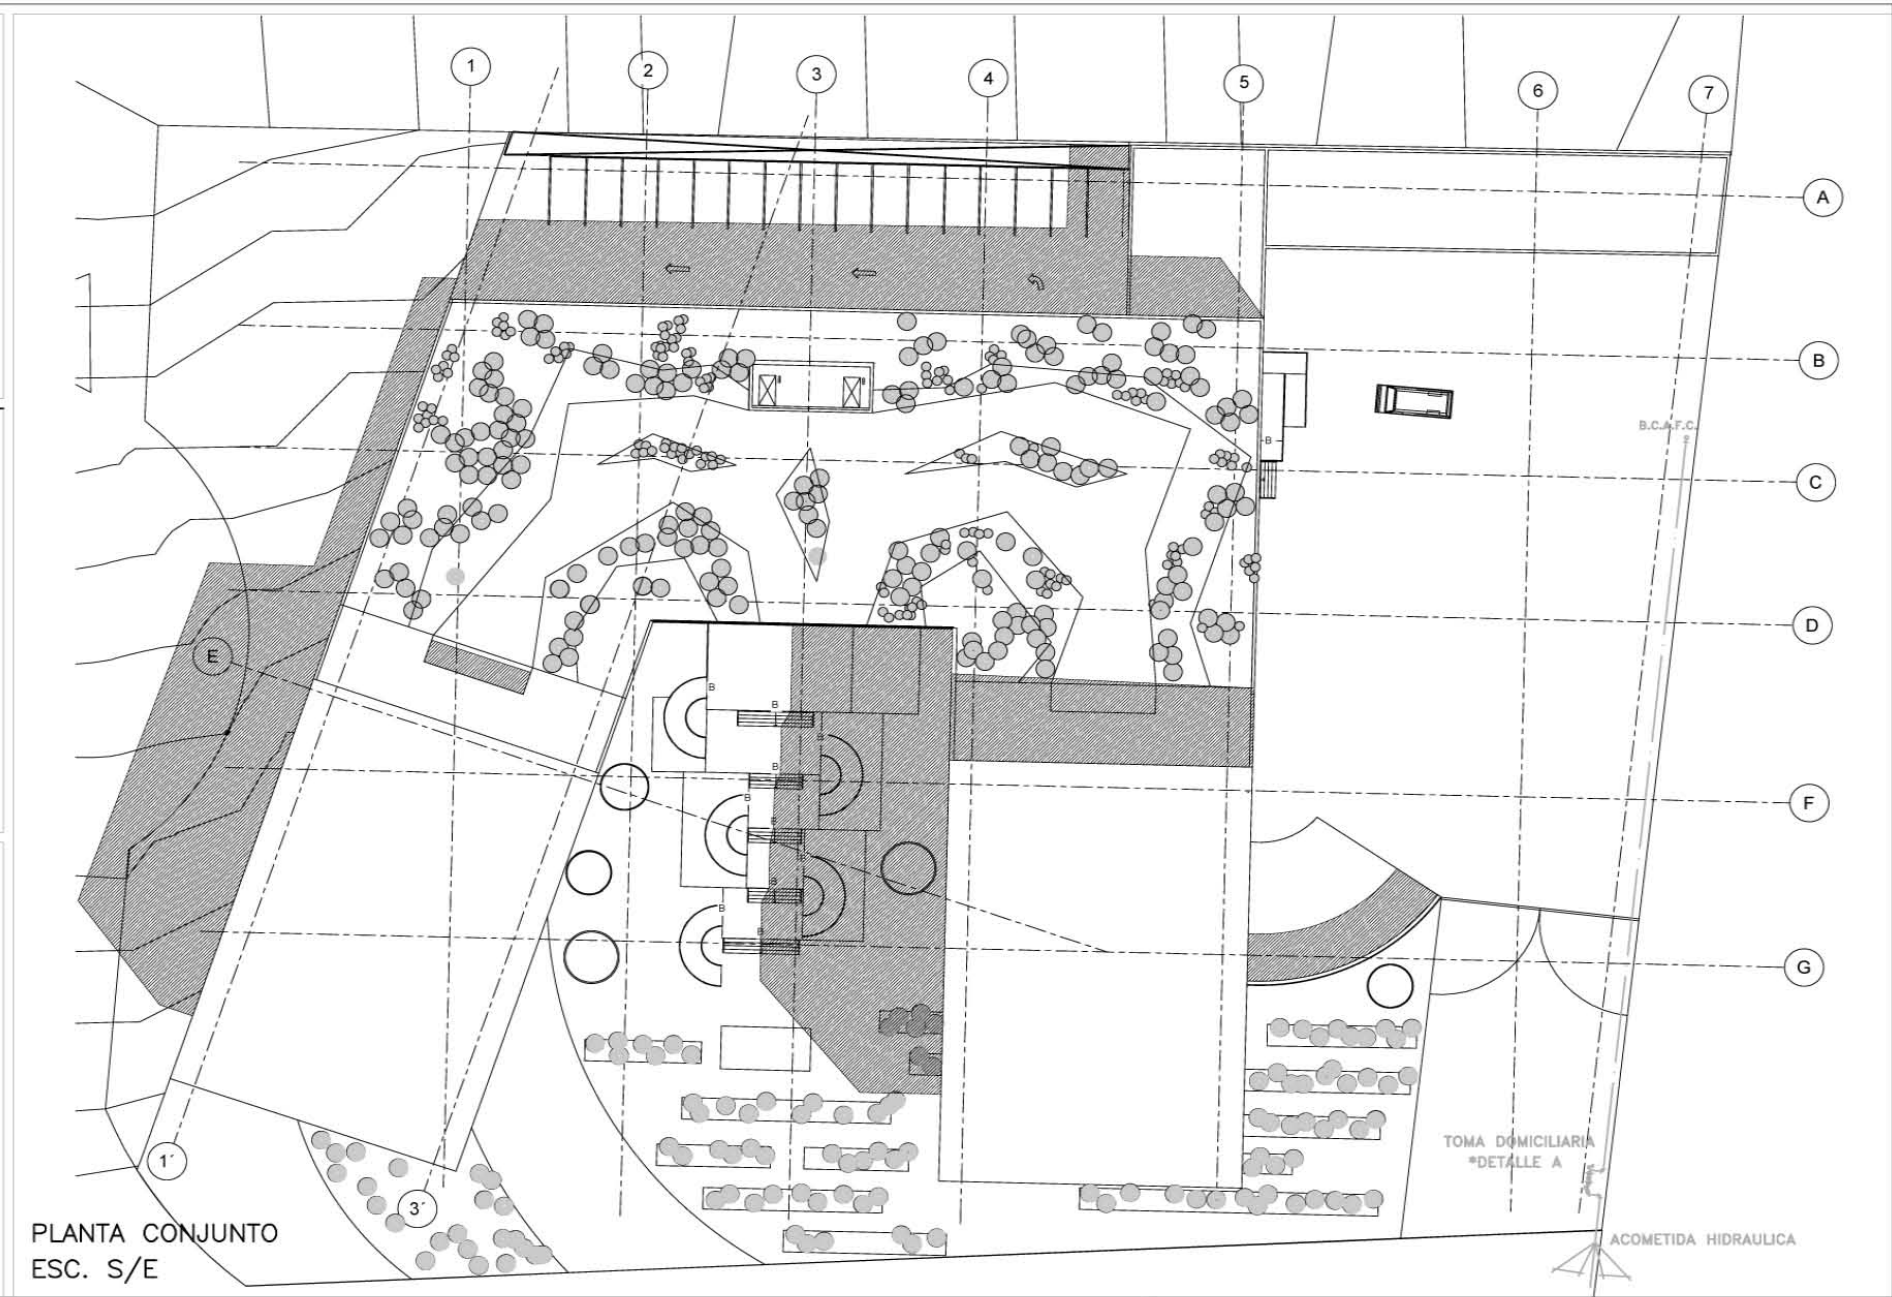 1
2
3
4
5
6
7
A
B
B.C.A.F.C.
B
C
D
E
B
B
B
B
B
F
B
B
B
B
B
G
TOMA DOMICILIARIA
*DETALLE A
1´
3´
PLANTA CONJUNTO
ESC. S/E
ACOMETIDA HIDRAULICA